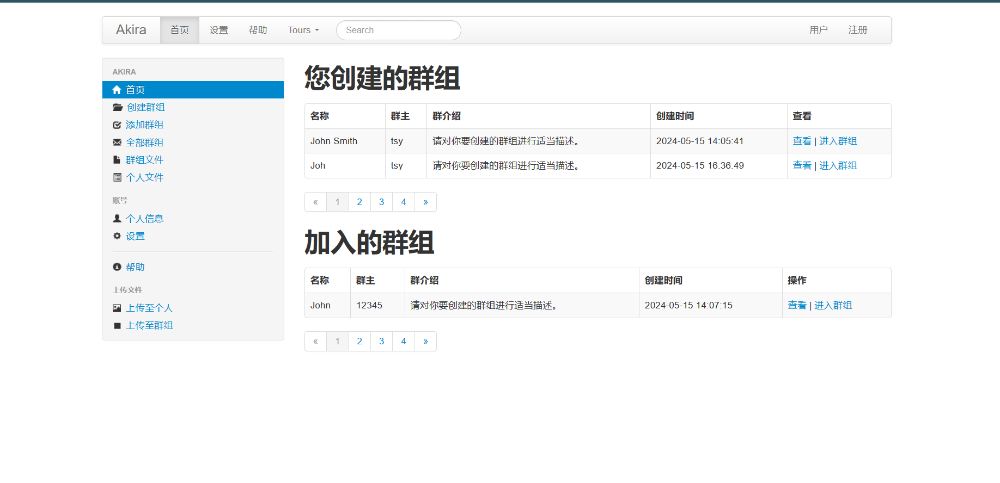 Akira 首页 设置 帮助 Tours Search 用户 注册
AKIRA
首页
创建群组
添加群组
全部群组
群组文件
个人文件
账号
个人信息
设置
帮助
上传文件
上传至个人
上传至群组
您创建的群组
名称 群主 群介绍 创建时间 查看
John Smith tsy 请对你要创建的群组进行适当描述。 2024-05-15 14:05:41 查看 | 进入群组
Joh tsy 请对你要创建的群组进行适当描述。 2024-05-15 16:36:49 查看 | 进入群组
« 1 2 3 4 »
加入的群组
名称 群主 群介绍 创建时间 操作
John 12345 请对你要创建的群组进行适当描述。 2024-05-15 14:07:15 查看 | 进入群组
« 1 2 3 4 »